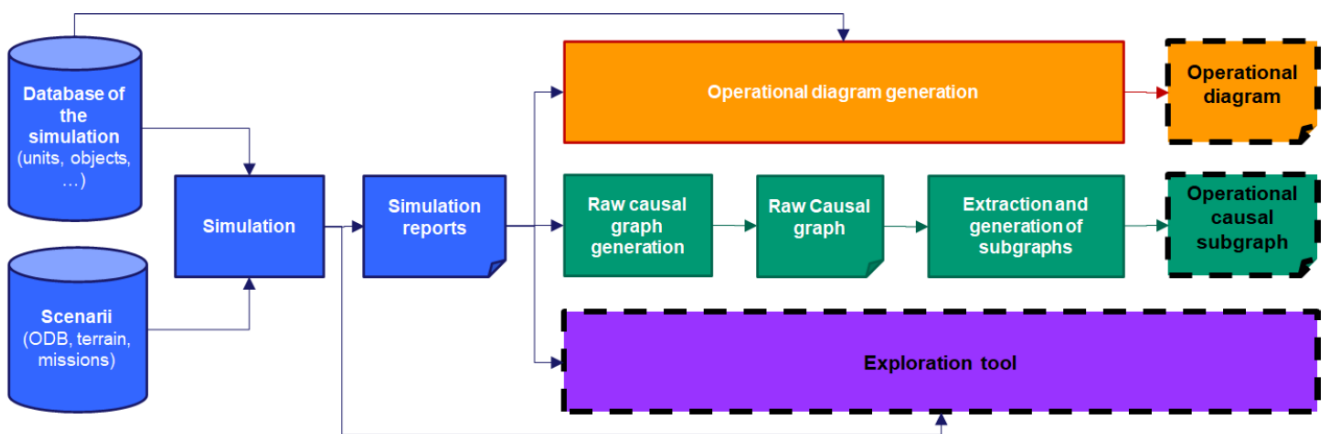 Database of
the
simulation
(units, objects,
…)
Scenarii
(ODB, terrain,
missions)
Simulation
Simulation
reports
Operational diagram generation
Operational
diagram
Raw causal
graph
generation
Raw Causal
graph
Extraction and
generation of
subgraphs
Operational
causal
subgraph
Exploration tool